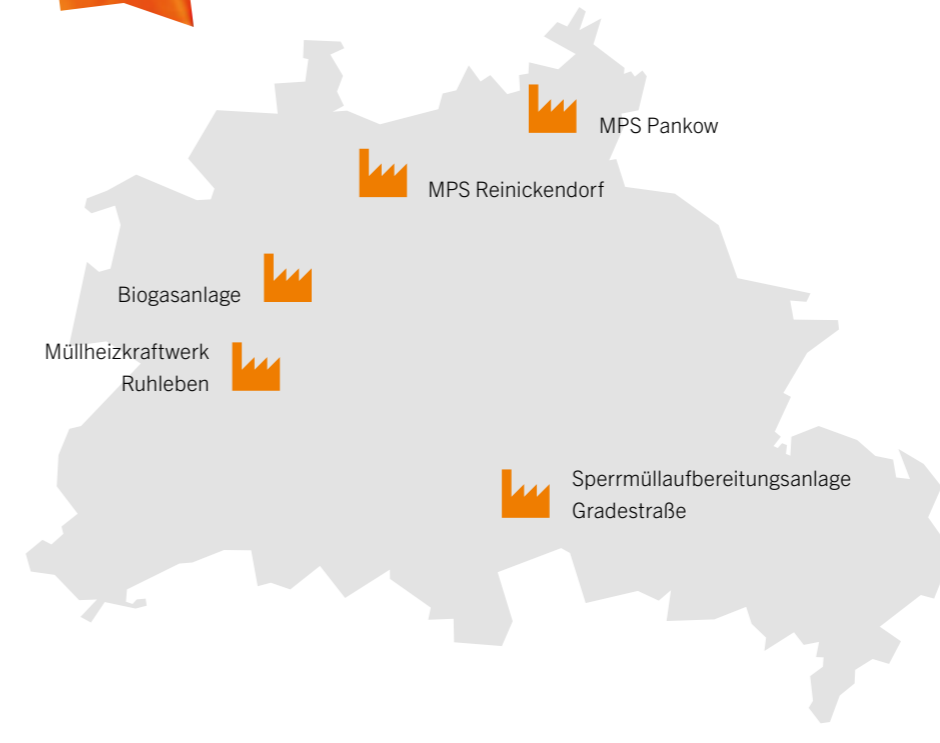 MPS Pankow
MPS Reinickendorf
Biogasanlage
Müllheizkraftwerk
Ruhleben
Sperrmüllaufbereitungsanlage
Gradestraße